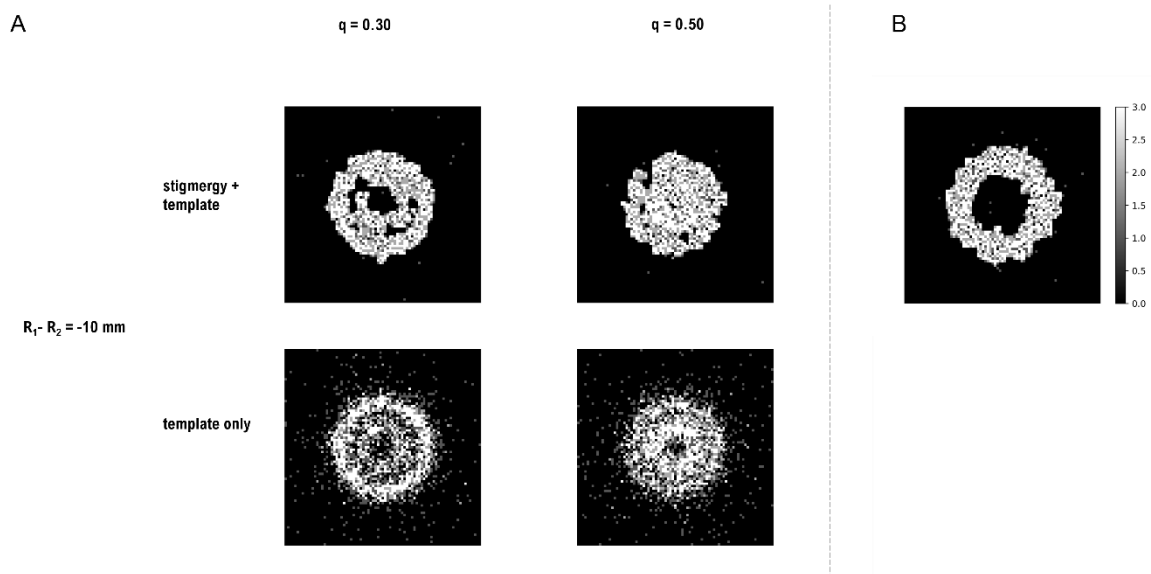 A
q = 0.30
q = 0.50
B
stigmergy +
template
3.0
2.5
2.0
1.5
1.0
0.5
0.0
R₁- R₂ = -10 mm
template only